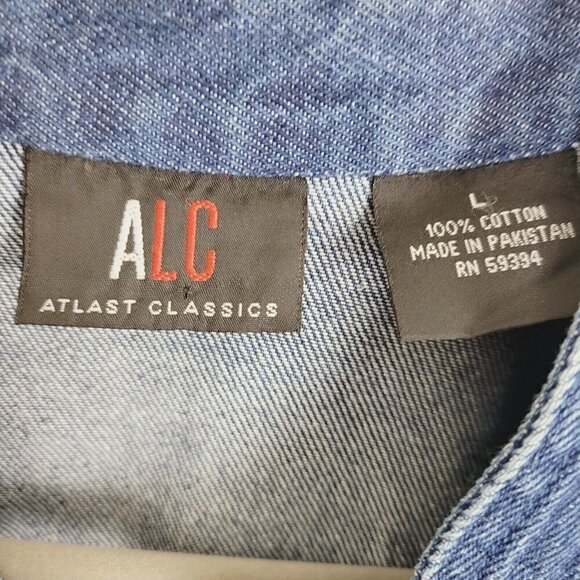 ALC
ATLAST CLASSICS
L
100% COTTON
MADE IN PAKISTAN
RN 59394